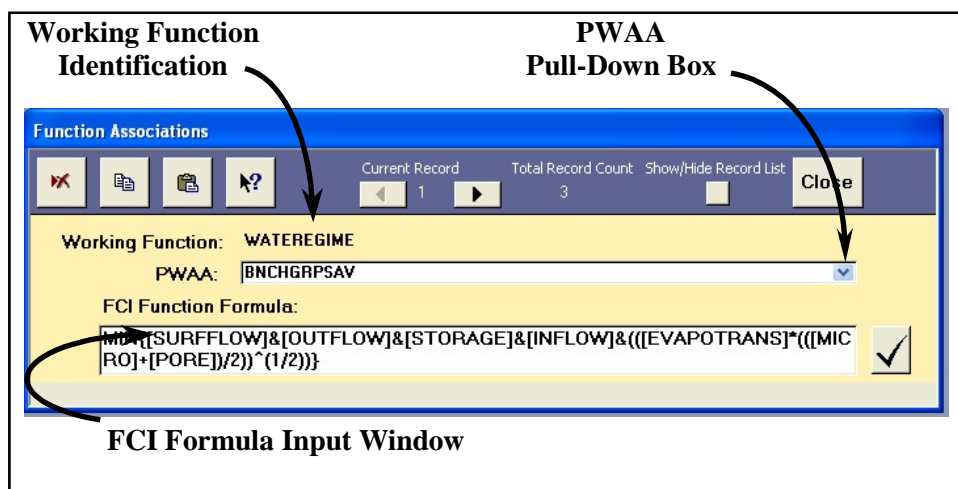 Working Function
Identification
PWAA
Pull-Down Box
Function Associations
Current Record
Total Record Count
Show/Hide Record List
1
3
Close
Working Function: WATEREGIME
PWAA: BNCHGRPSAV
FCI Function Formula:
[SURFFLOW]&[OUTFLOW]&[STORAGE]&[INFLOW]&(([EVAPOTRANS]*(([MIC
RO]+[PORE])/2))^(1/2))}
FCI Formula Input Window